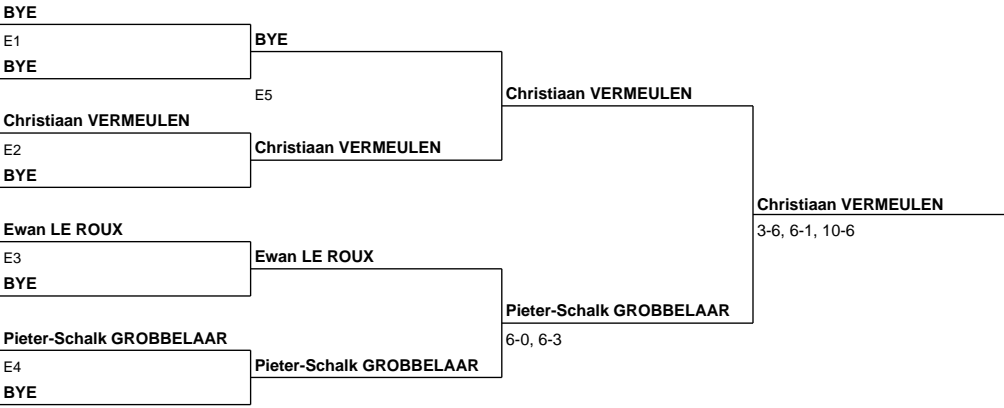 BYE
E1
BYE
BYE
E5
Christiaan VERMEULEN
Christiaan VERMEULEN
E2
Christiaan VERMEULEN
BYE
Christiaan VERMEULEN
3-6, 6-1, 10-6
Ewan LE ROUX
E3
Ewan LE ROUX
BYE
Pieter-Schalk GROBBELAAR
6-0, 6-3
Pieter-Schalk GROBBELAAR
E4
Pieter-Schalk GROBBELAAR
BYE